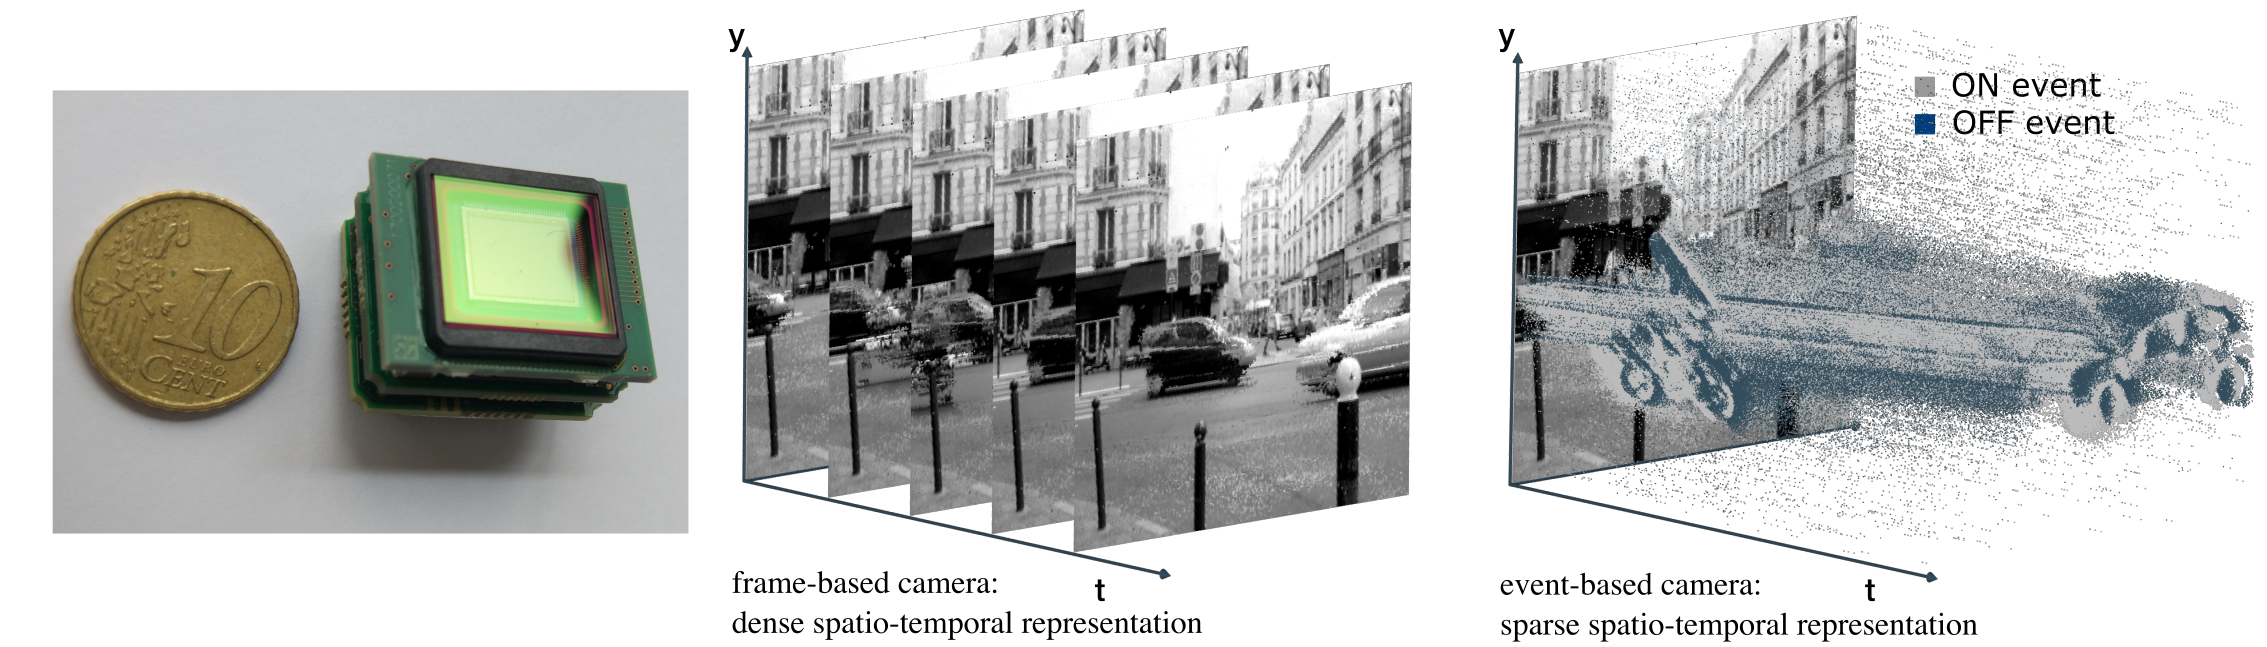 10
EURO
CENT
y
t
frame-based camera:
dense spatio-temporal representation
y
ON event
OFF event
t
event-based camera:
sparse spatio-temporal representation